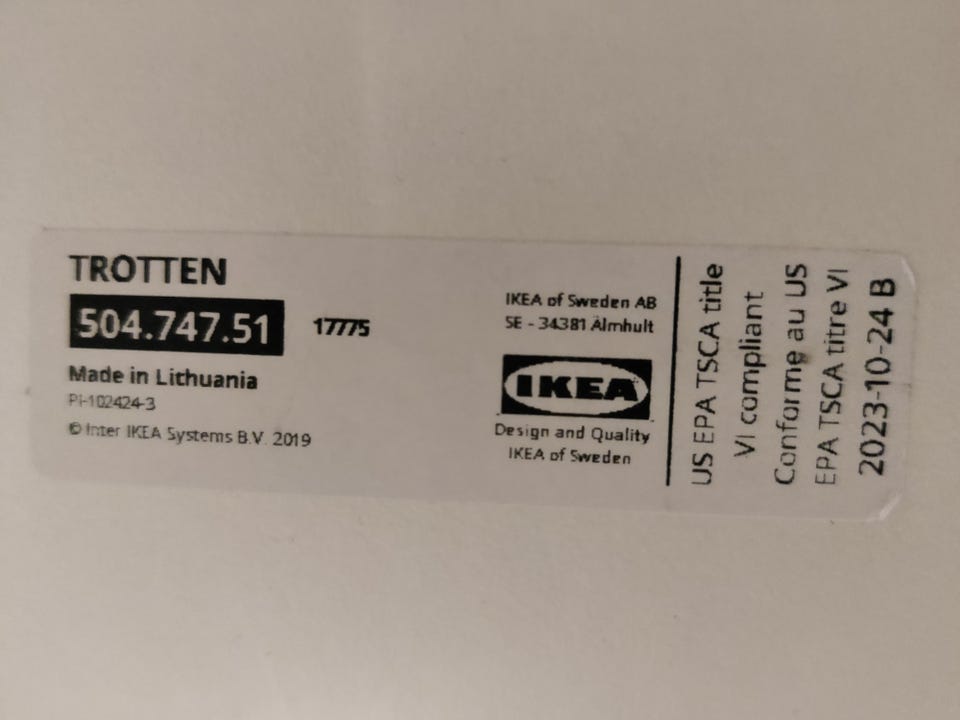 TROTTEN
504.747.51 17775
Made in Lithuania
PI-102424-3
© Inter IKEA Systems B.V. 2019
IKEA of Sweden AB
SE - 34381 Älmhult
IKEA
Design and Quality
IKEA of Sweden
US EPA TSCA title
VI compliant
Conforme au US
EPA TSCA titre VI
2023-10-24 B